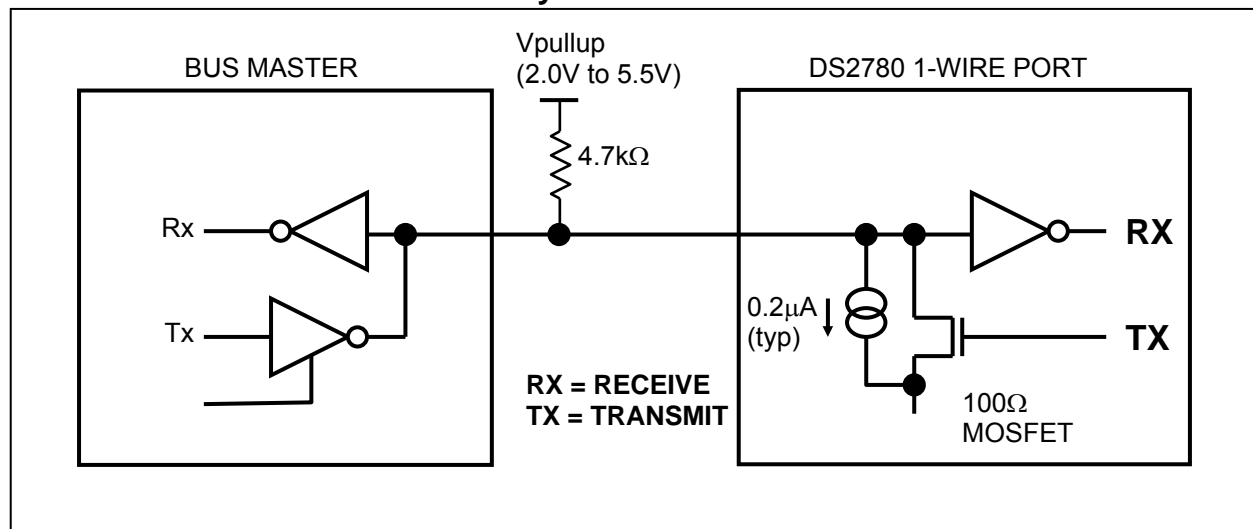 BUS MASTER
Vpullup
(2.0V to 5.5V)
DS2780 1-WIRE PORT
4.7kΩ
Rx
RX
0.2μA
(typ)
Tx
TX
RX = RECEIVE
TX = TRANSMIT
100Ω
MOSFET